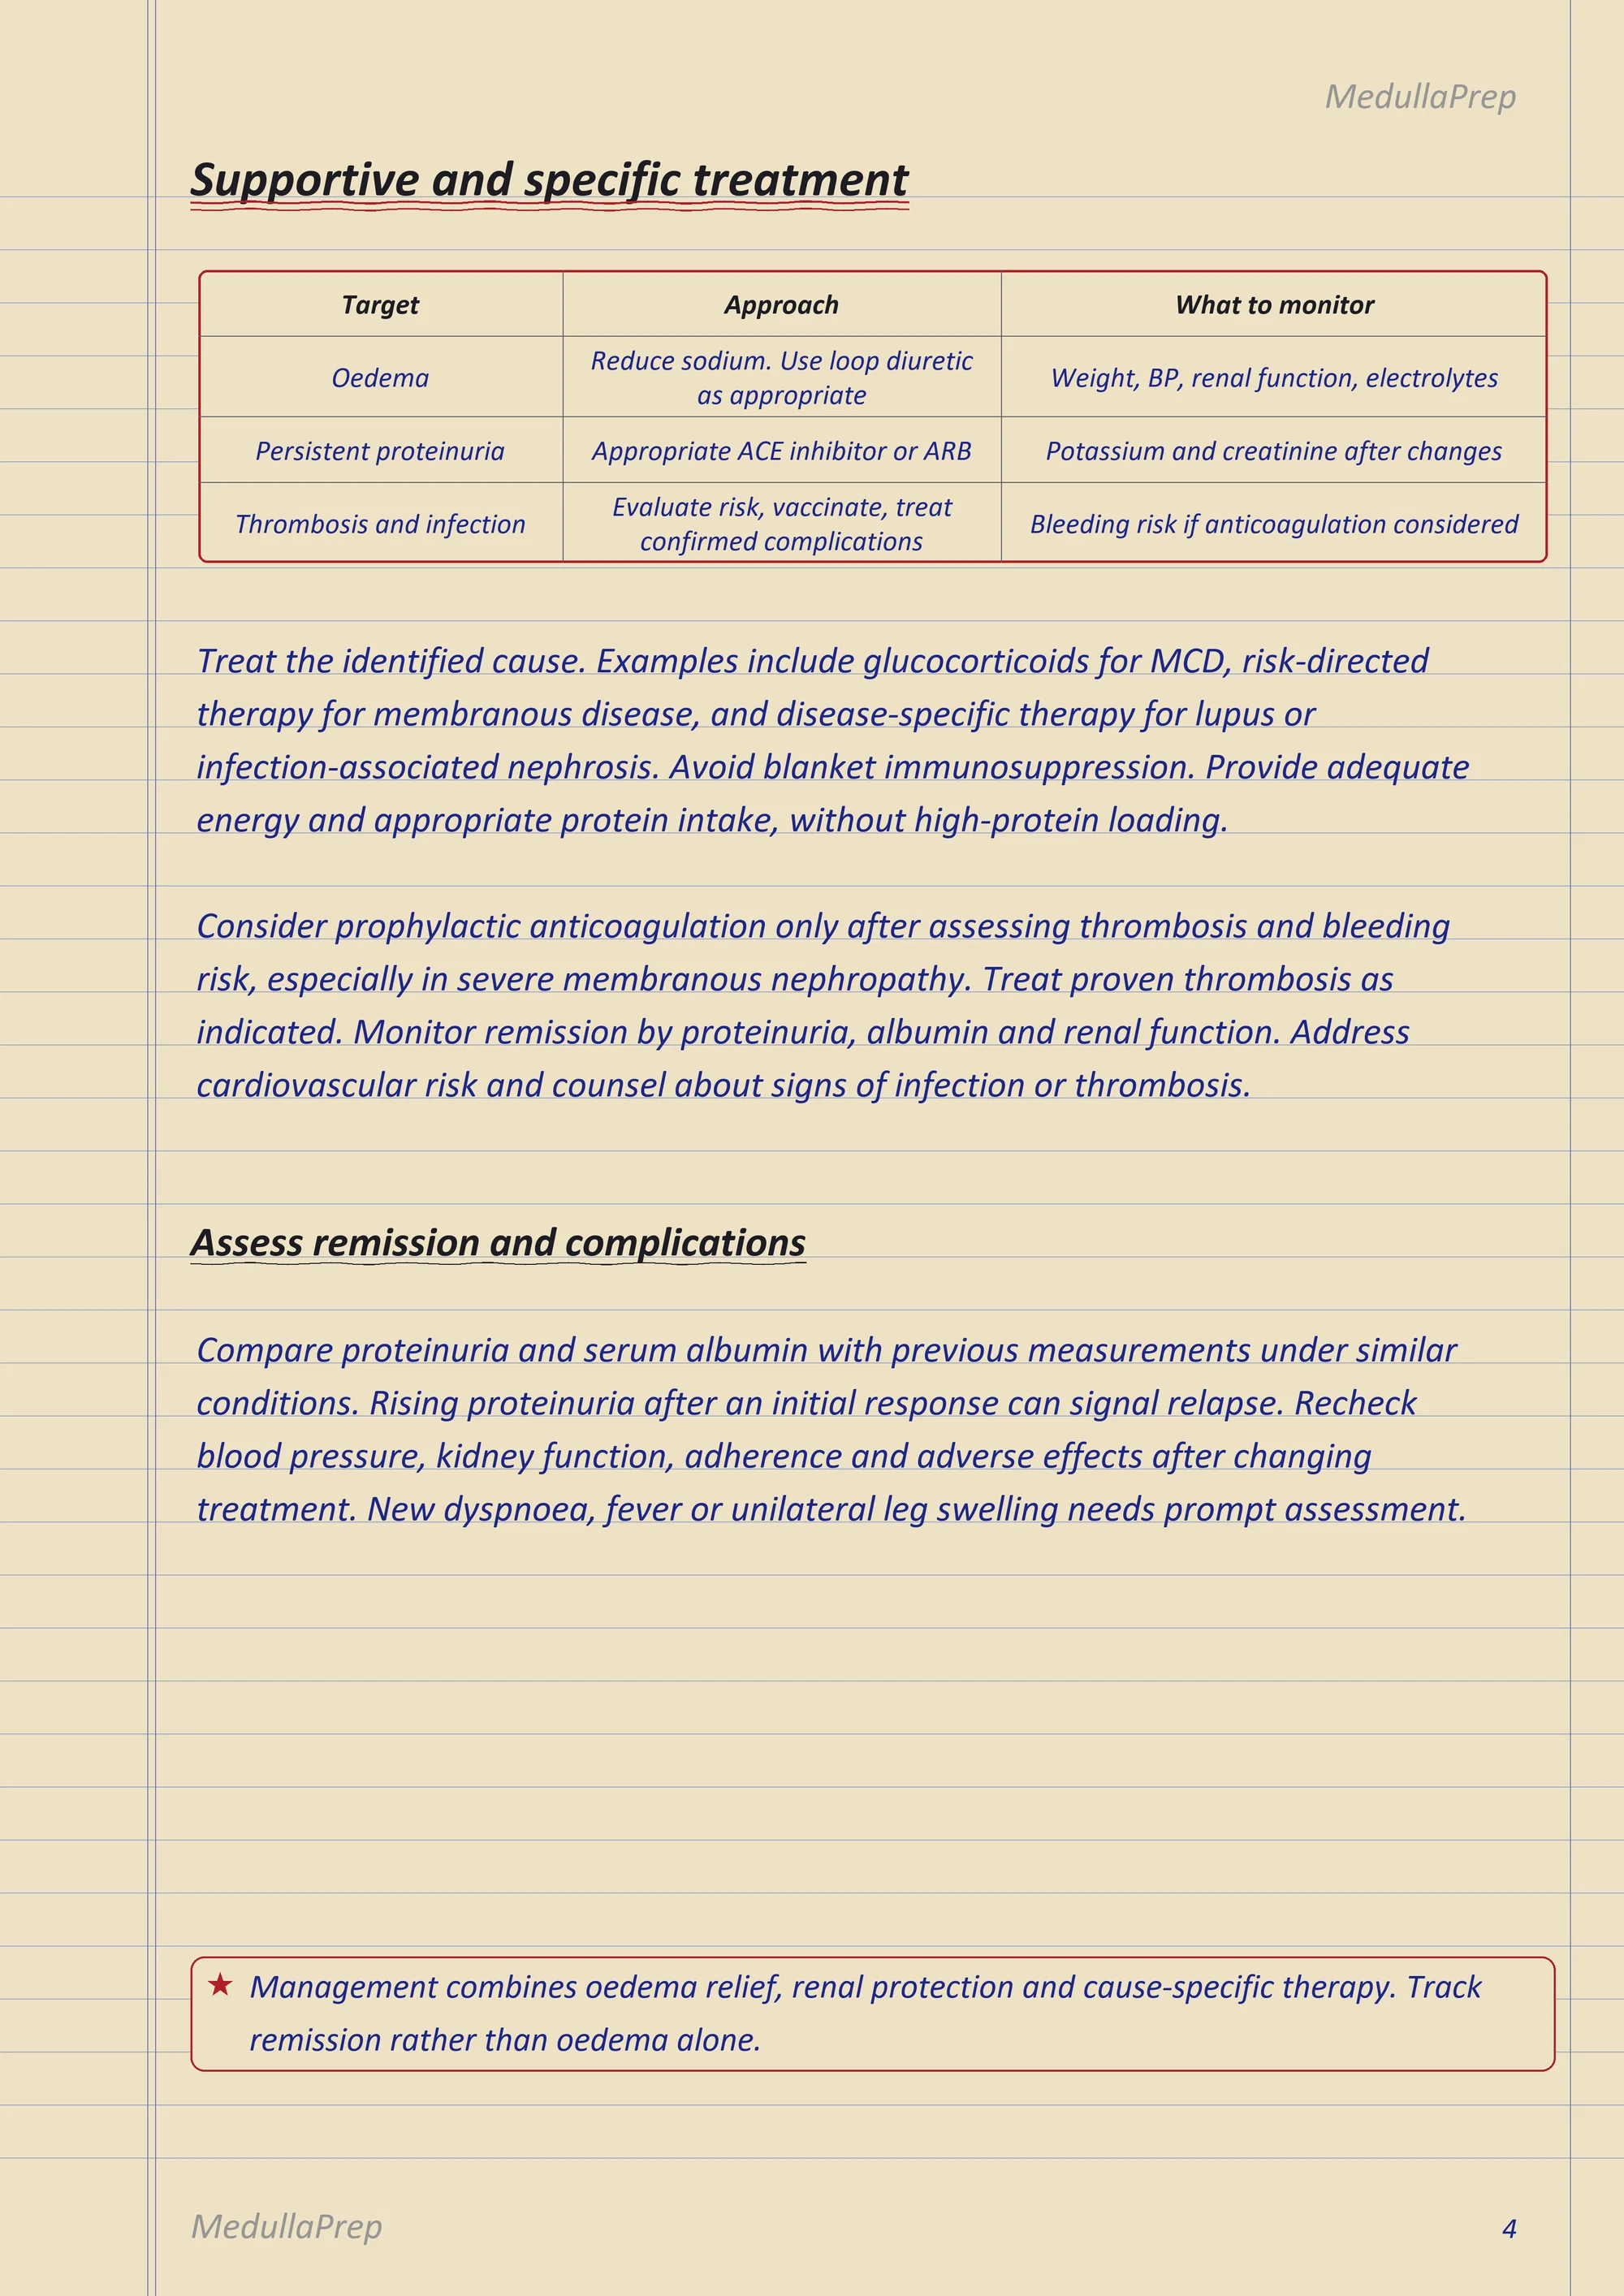 MedullaPrep
Supportive and specific treatment
Target Approach What to monitor
Oedema Reduce sodium. Use loop diuretic as appropriate Weight, BP, renal function, electrolytes
Persistent proteinuria Appropriate ACE inhibitor or ARB Potassium and creatinine after changes
Thrombosis and infection Evaluate risk, vaccinate, treat confirmed complications Bleeding risk if anticoagulation considered
Treat the identified cause. Examples include glucocorticoids for MCD, risk-directed
therapy for membranous disease, and disease-specific therapy for lupus or
infection-associated nephrosis. Avoid blanket immunosuppression. Provide adequate
energy and appropriate protein intake, without high-protein loading.
Consider prophylactic anticoagulation only after assessing thrombosis and bleeding
risk, especially in severe membranous nephropathy. Treat proven thrombosis as
indicated. Monitor remission by proteinuria, albumin and renal function. Address
cardiovascular risk and counsel about signs of infection or thrombosis.
Assess remission and complications
Compare proteinuria and serum albumin with previous measurements under similar
conditions. Rising proteinuria after an initial response can signal relapse. Recheck
blood pressure, kidney function, adherence and adverse effects after changing
treatment. New dyspnoea, fever or unilateral leg swelling needs prompt assessment.
★ Management combines oedema relief, renal protection and cause-specific therapy. Track
remission rather than oedema alone.
MedullaPrep 4